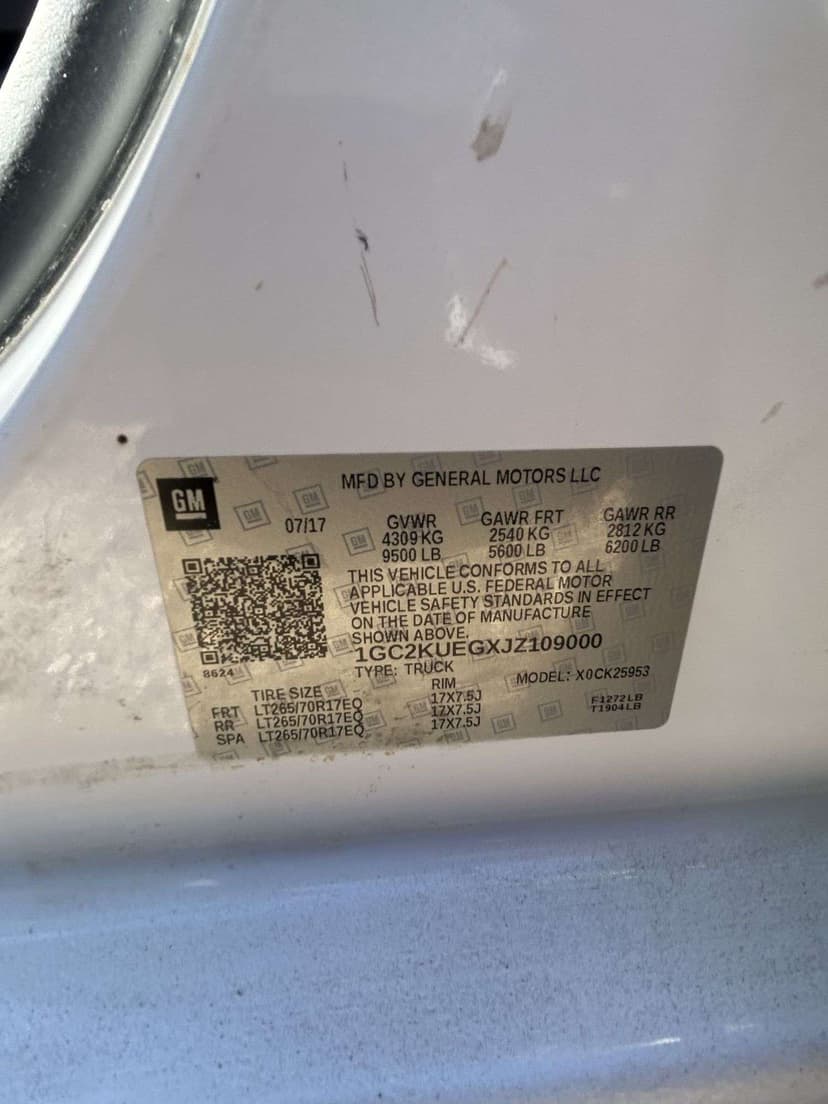 GM
MFD BY GENERAL MOTORS LLC
07/17
GVWR GAWR FRT GAWR RR
4309 KG 2540 KG 2812 KG
9500 LB 5600 LB 6200 LB
THIS VEHICLE CONFORMS TO ALL
APPLICABLE U.S. FEDERAL MOTOR
VEHICLE SAFETY STANDARDS IN EFFECT
ON THE DATE OF MANUFACTURE
SHOWN ABOVE.
1GC2KUEGXJZ109000
8624
TYPE: TRUCK MODEL: X0CK25953
TIRE SIZE RIM
FRT LT265/70R17EQ 17X7.5J
RR LT265/70R17EQ 17X7.5J
SPA LT265/70R17EQ 17X7.5J
F1272LB
T1904LB